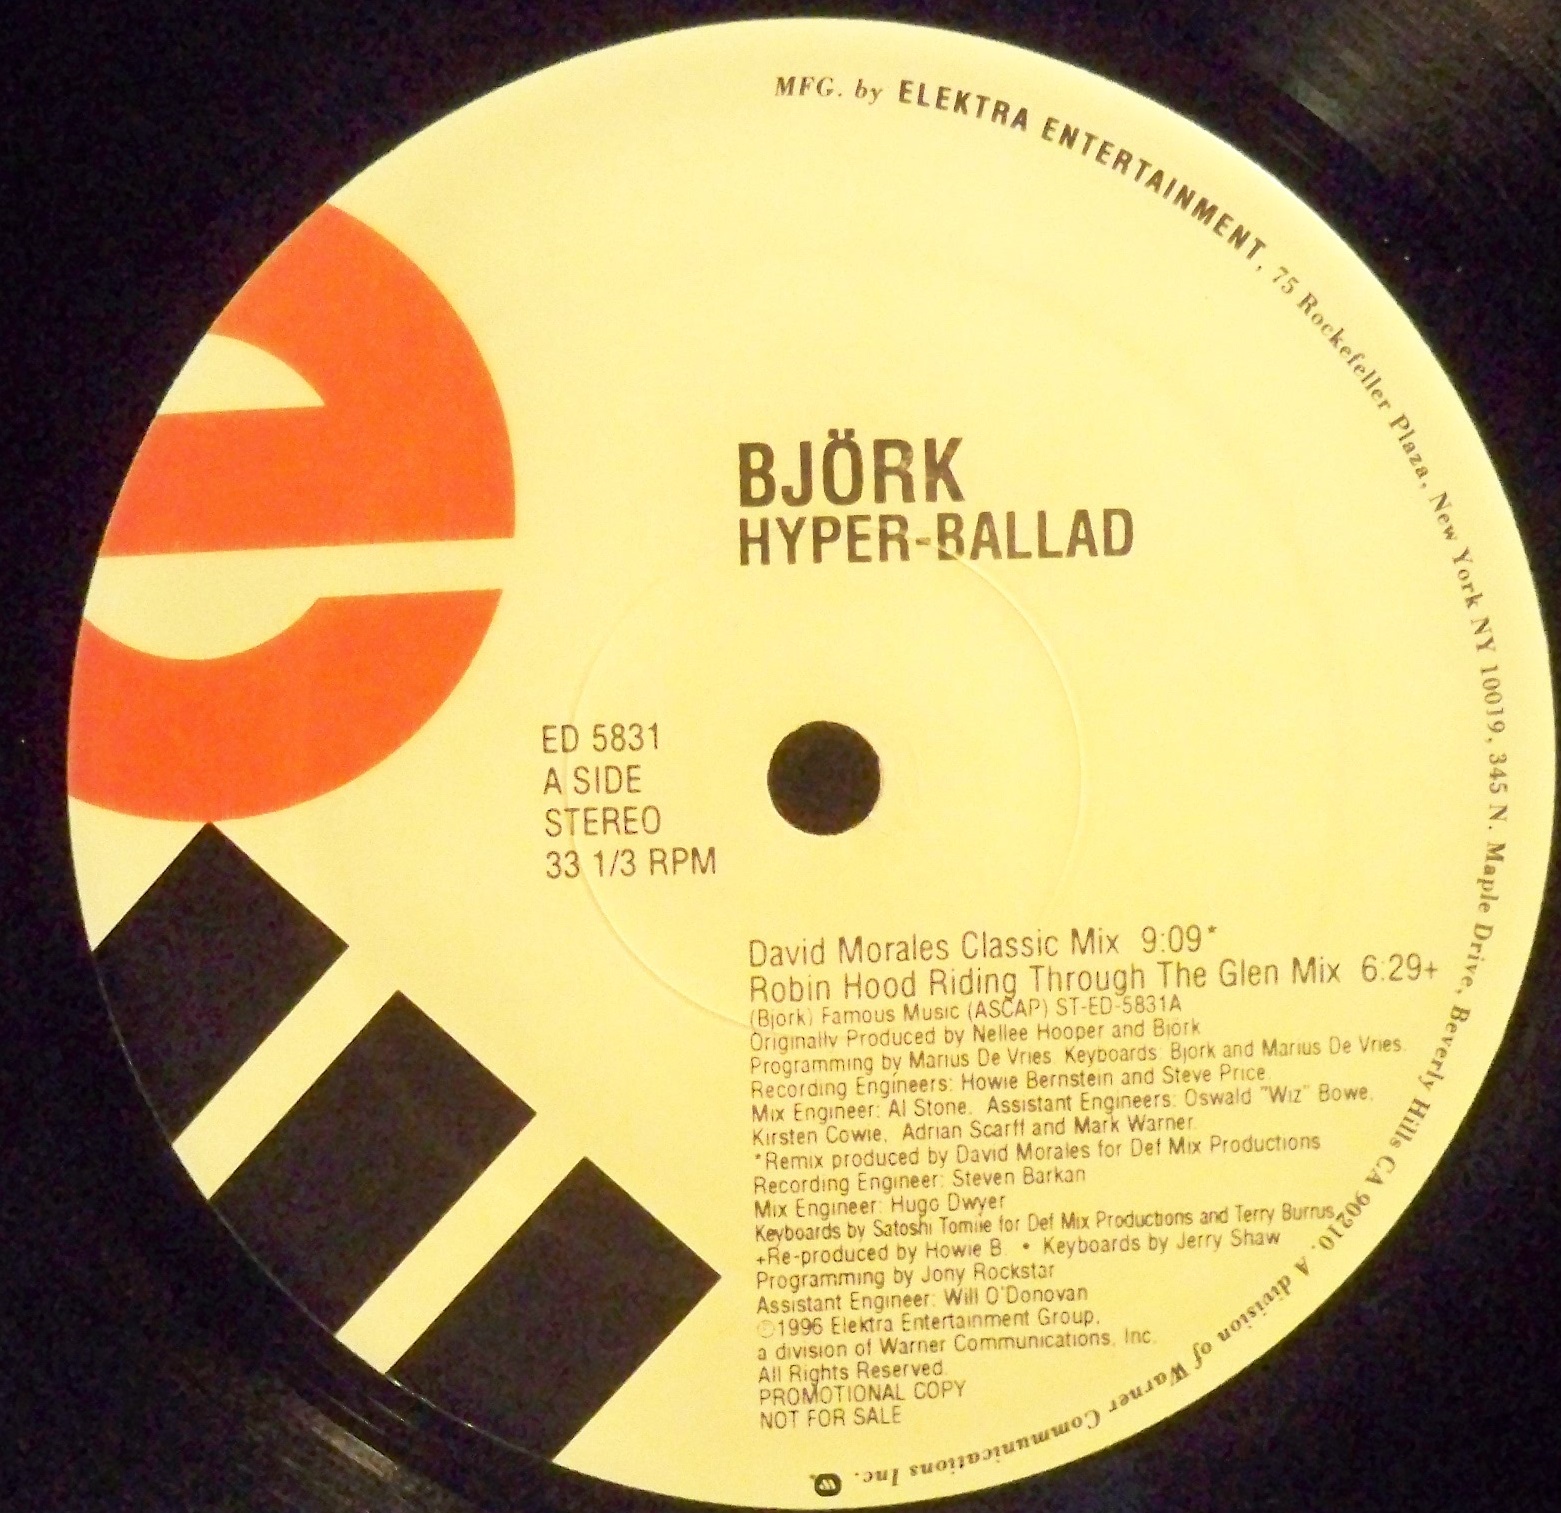 MFG. by ELEKTRA ENTERTAINMENT, 75 Rockefeller Plaza, New York NY 10019, 345 N. Maple Drive, Beverly Hills CA 90210. A division of Warner Communications Inc.
e
BJÖRK
HYPER-BALLAD
ED 5831
A SIDE
STEREO
33 1/3 RPM
David Morales Classic Mix 9:09*
Robin Hood Riding Through The Glen Mix 6:29+
(Bjork) Famous Music (ASCAP) ST-ED-5831A
Originally Produced by Nellee Hooper and Björk
Programming by Marius De Vries. Keyboards: Bjork and Marius De Vries.
Recording Engineers: Howie Bernstein and Steve Price.
Mix Engineer: Al Stone. Assistant Engineers: Oswald "Wiz" Bowe,
Kirsten Cowie, Adrian Scarff and Mark Warner.
*Remix produced by David Morales for Def Mix Productions
Recording Engineer: Steven Barkan
Mix Engineer: Hugo Dwyer
Keyboards by Satoshi Tomiie for Def Mix Productions and Terry Burrus
+Re-produced by Howie B. • Keyboards by Jerry Shaw
Programming by Jony Rockstar
Assistant Engineer: Will O'Donovan
℗1996 Elektra Entertainment Group,
a division of Warner Communications, Inc.
All Rights Reserved.
PROMOTIONAL COPY
NOT FOR SALE